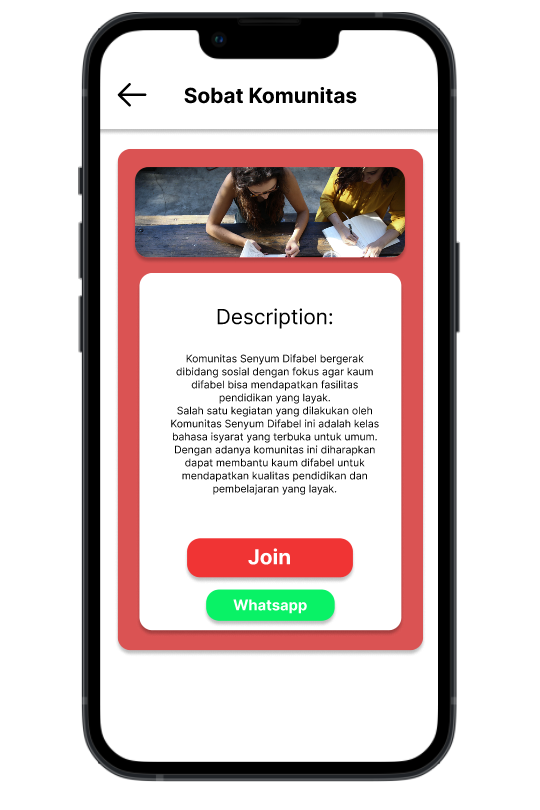 Sobat Komunitas
Description:
Komunitas Senyum Difabel bergerak
dibidang sosial dengan fokus agar kaum
difabel bisa mendapatkan fasilitas
pendidikan yang layak.
Salah satu kegiatan yang dilakukan oleh
Komunitas Senyum Difabel ini adalah kelas
bahasa isyarat yang terbuka untuk umum.
Dengan adanya komunitas ini diharapkan
dapat membantu kaum difabel untuk
mendapatkan kualitas pendidikan dan
pembelajaran yang layak.
Join
Whatsapp